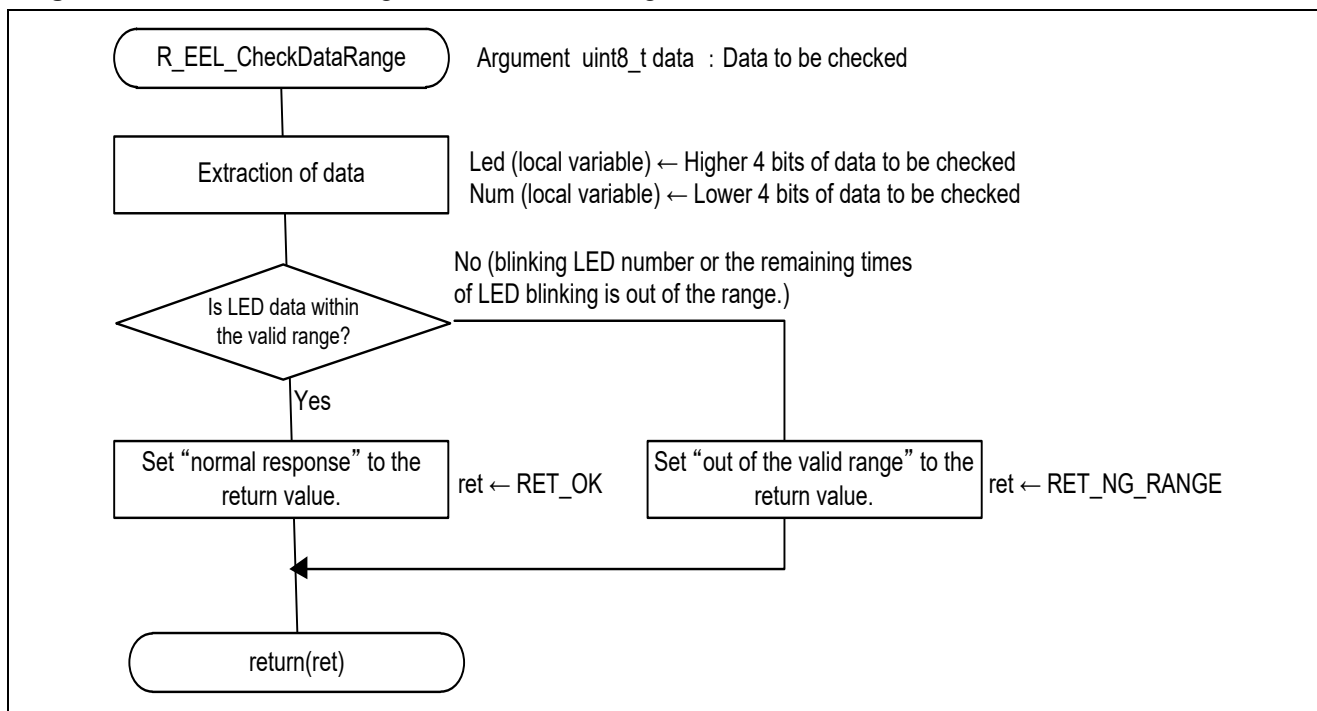 R_EEL_CheckDataRange
Argument uint8_t data : Data to be checked
Extraction of data
Led (local variable) ← Higher 4 bits of data to be checked
Num (local variable) ← Lower 4 bits of data to be checked
No (blinking LED number or the remaining times
of LED blinking is out of the range.)
Is LED data within
the valid range?
Yes
Set “normal response” to the
return value.
ret ← RET_OK
Set “out of the valid range” to the
return value.
ret ← RET_NG_RANGE
return(ret)